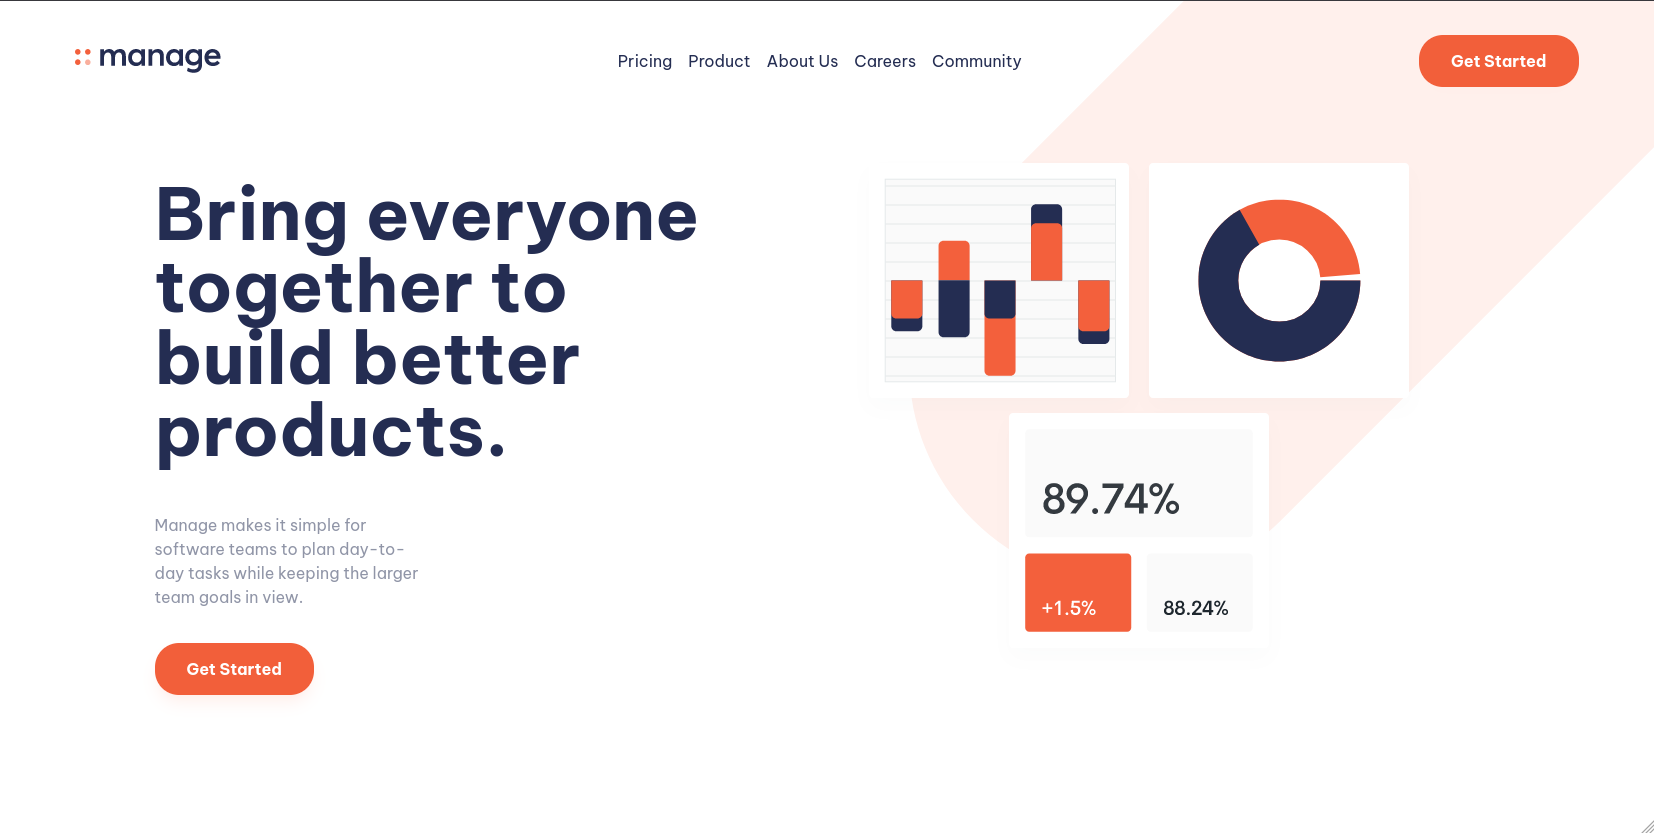 manage
Pricing Product About Us Careers Community
Get Started
Bring everyone
together to
build better
products.
Manage makes it simple for
software teams to plan day-to-
day tasks while keeping the larger
team goals in view.
Get Started
89.74%
+1.5%
88.24%